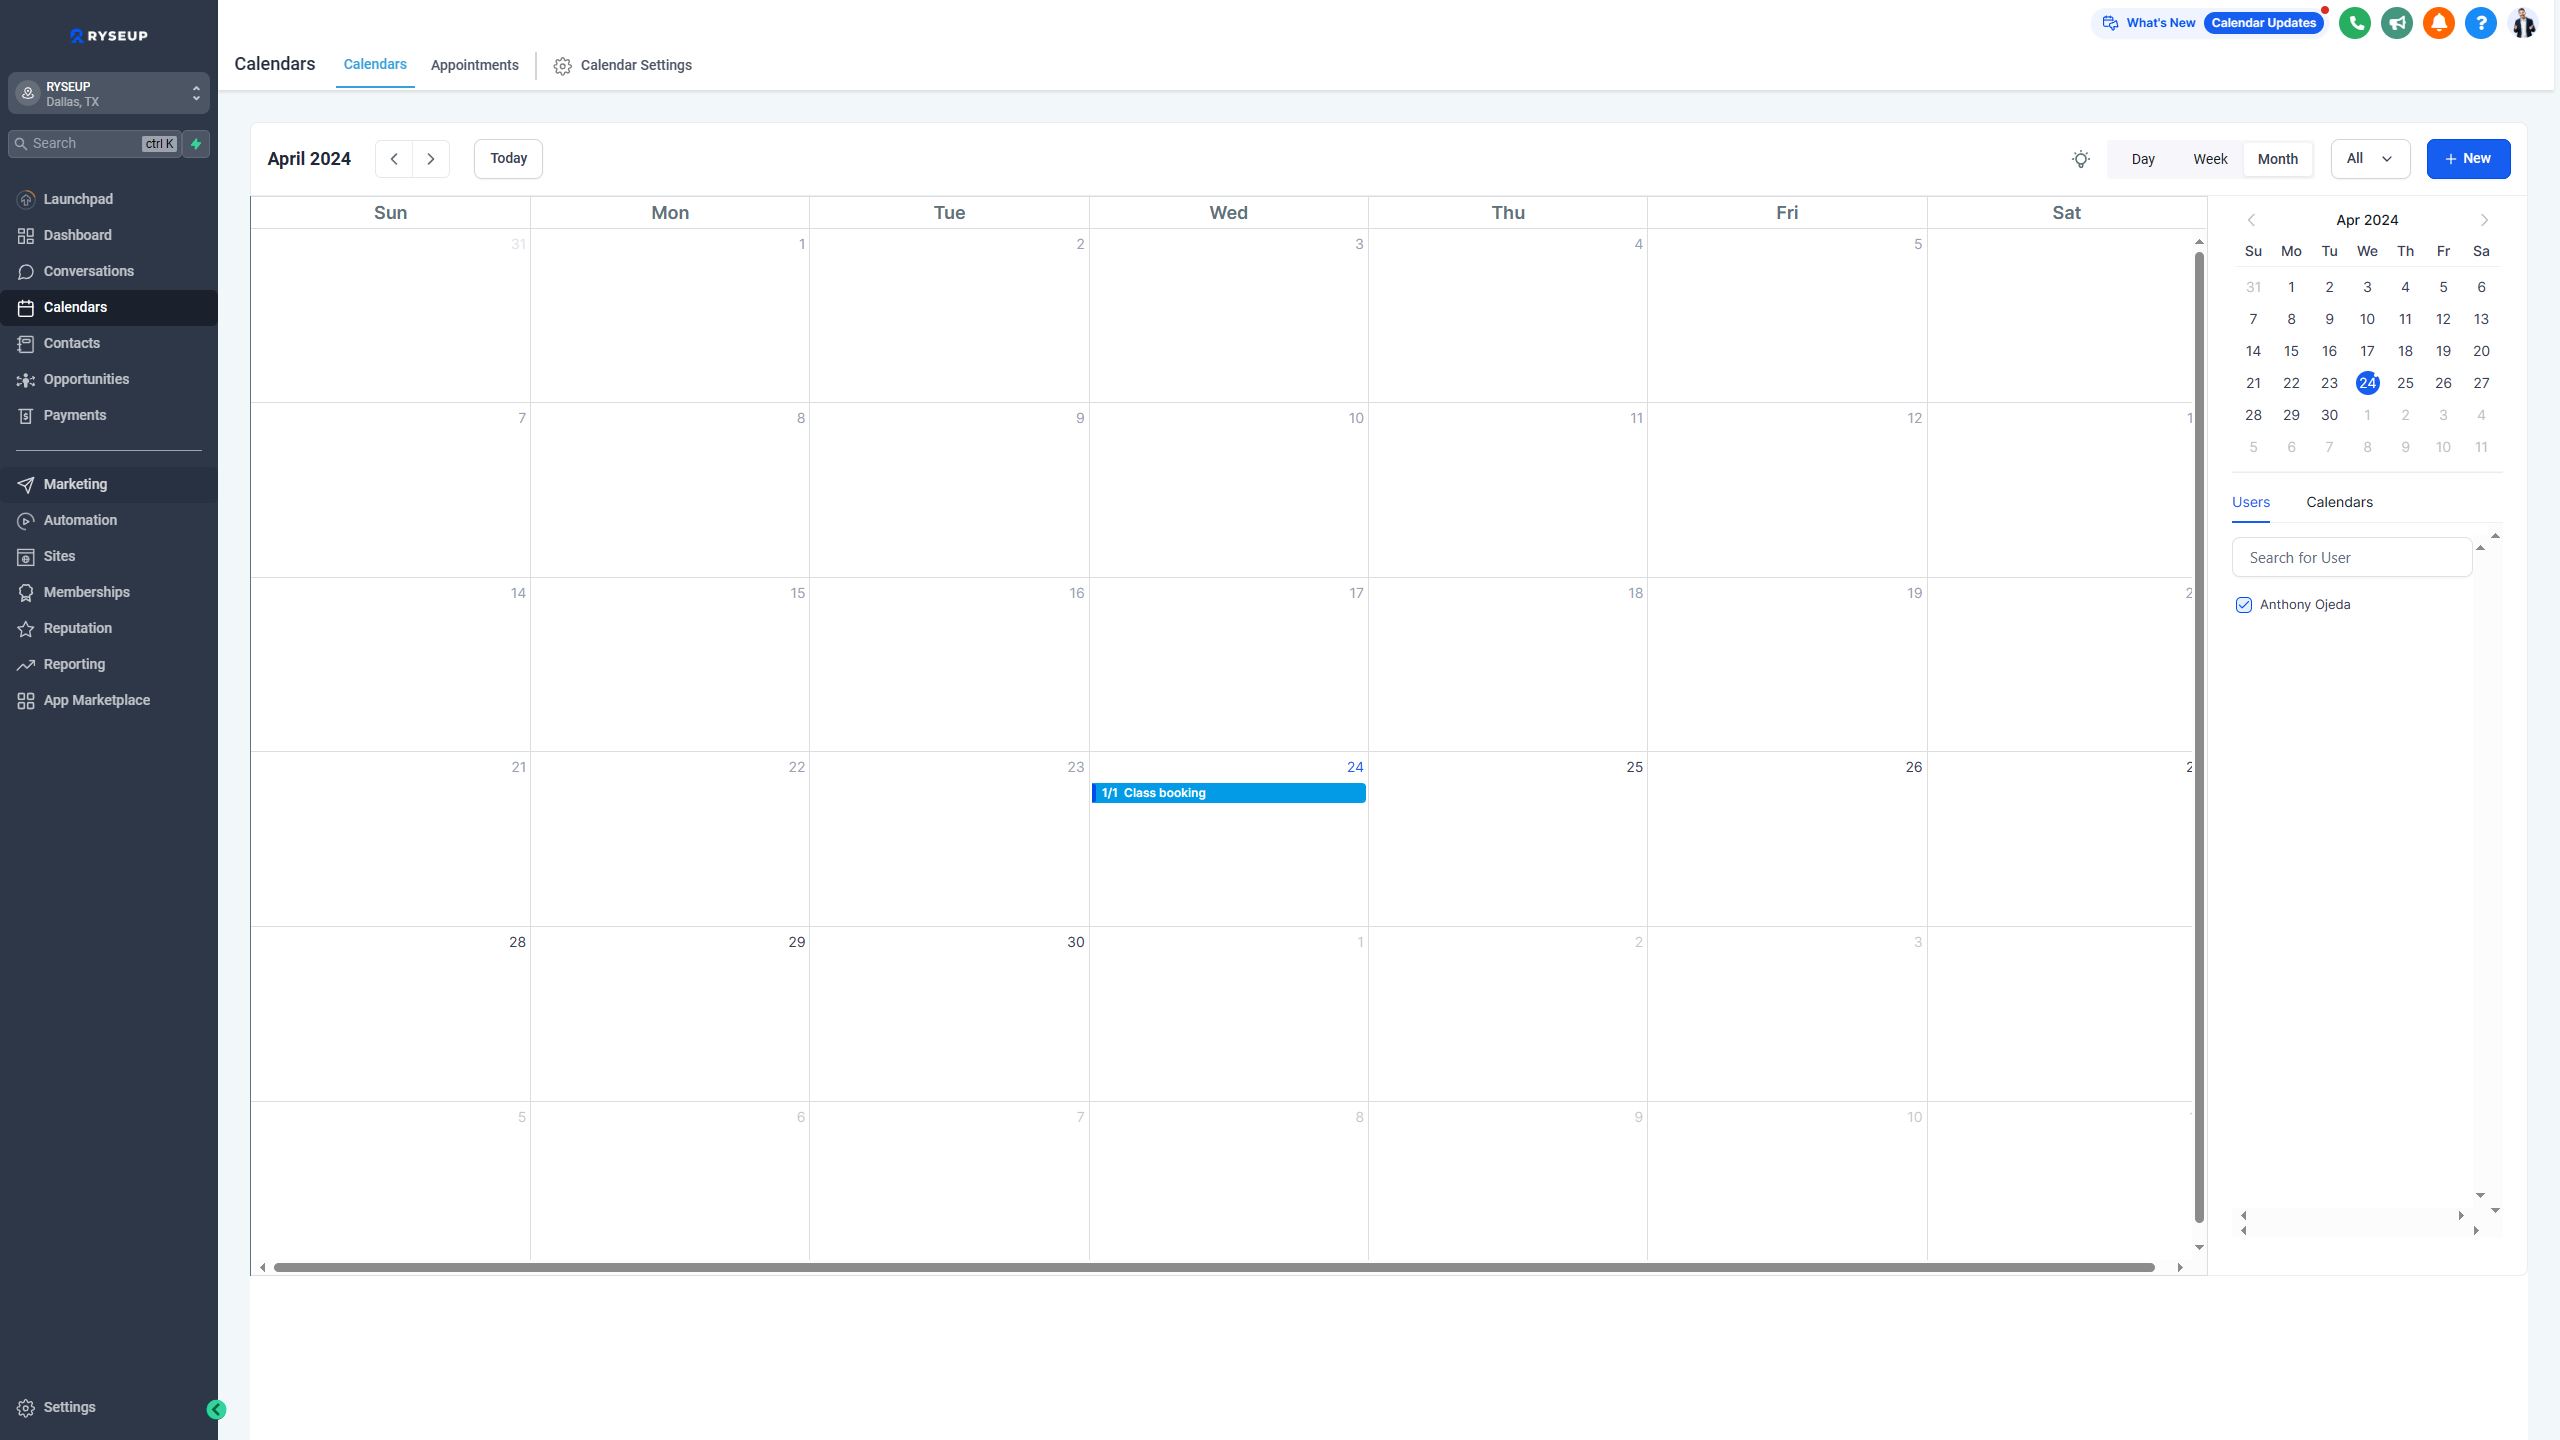 RYSEUP
RYSEUP
Dallas, TX
Search ctrl K
Launchpad
Dashboard
Conversations
Calendars
Contacts
Opportunities
Payments
Marketing
Automation
Sites
Memberships
Reputation
Reporting
App Marketplace
Settings
What's New Calendar Updates
Calendars Calendars Appointments Calendar Settings
April 2024 Today Day Week Month All + New
Sun Mon Tue Wed Thu Fri Sat
31 1 2 3 4 5
7 8 9 10 11 12 1
14 15 16 17 18 19 2
21 22 23 24 25 26 2
1/1 Class booking
28 29 30 1 2 3
5 6 7 8 9 10
Apr 2024
Su Mo Tu We Th Fr Sa
31 1 2 3 4 5 6
7 8 9 10 11 12 13
14 15 16 17 18 19 20
21 22 23 24 25 26 27
28 29 30 1 2 3 4
5 6 7 8 9 10 11
Users Calendars
Search for User
Anthony Ojeda